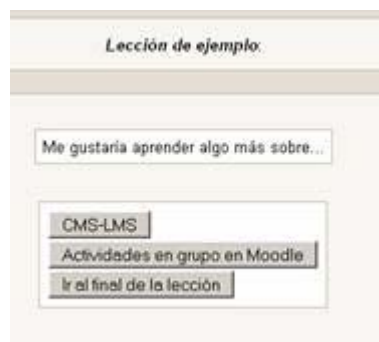 Lección de ejemplo.
Me gustaría aprender algo más sobre...
CMS-LMS
Actividades en grupo en Moodle
Ir al final de la lección